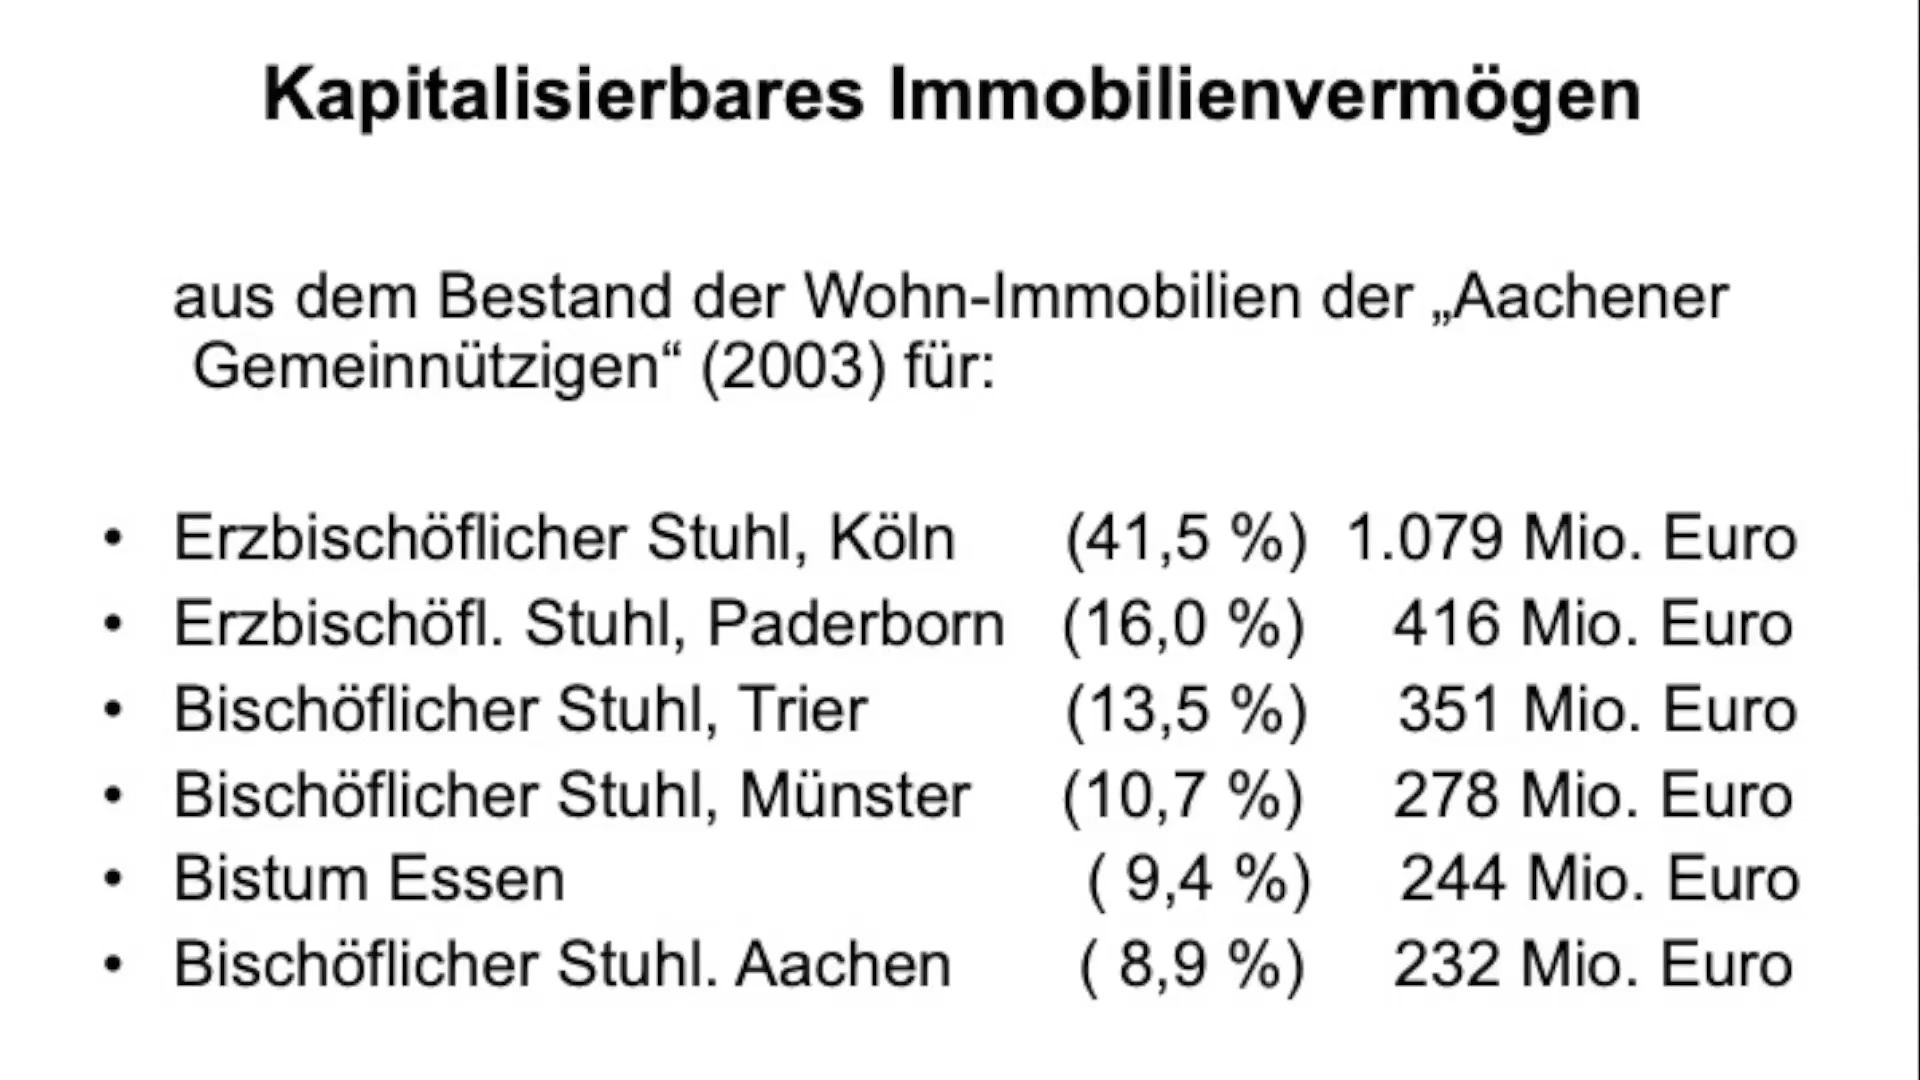 Kapitalisierbares Immobilienvermögen
aus dem Bestand der Wohn-Immobilien der „Aachener
Gemeinnützigen“ (2003) für:
• Erzbischöflicher Stuhl, Köln (41,5 %) 1.079 Mio. Euro
• Erzbischöfl. Stuhl, Paderborn (16,0 %) 416 Mio. Euro
• Bischöflicher Stuhl, Trier (13,5 %) 351 Mio. Euro
• Bischöflicher Stuhl, Münster (10,7 %) 278 Mio. Euro
• Bistum Essen ( 9,4 %) 244 Mio. Euro
• Bischöflicher Stuhl. Aachen ( 8,9 %) 232 Mio. Euro